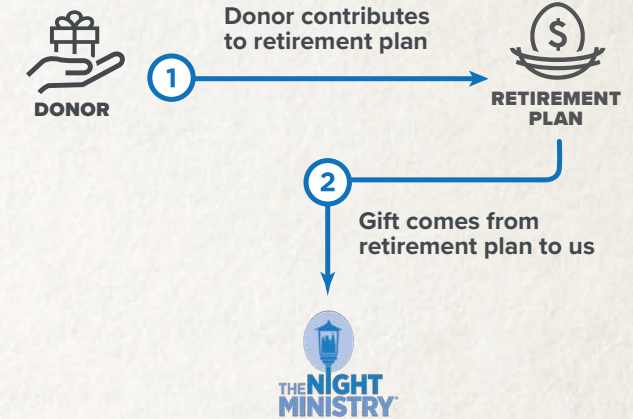 Donor contributes
to retirement plan
$
1
DONOR
RETIREMENT
PLAN
2
Gift comes from
retirement plan to us
THE NIGHT
MINISTRY®